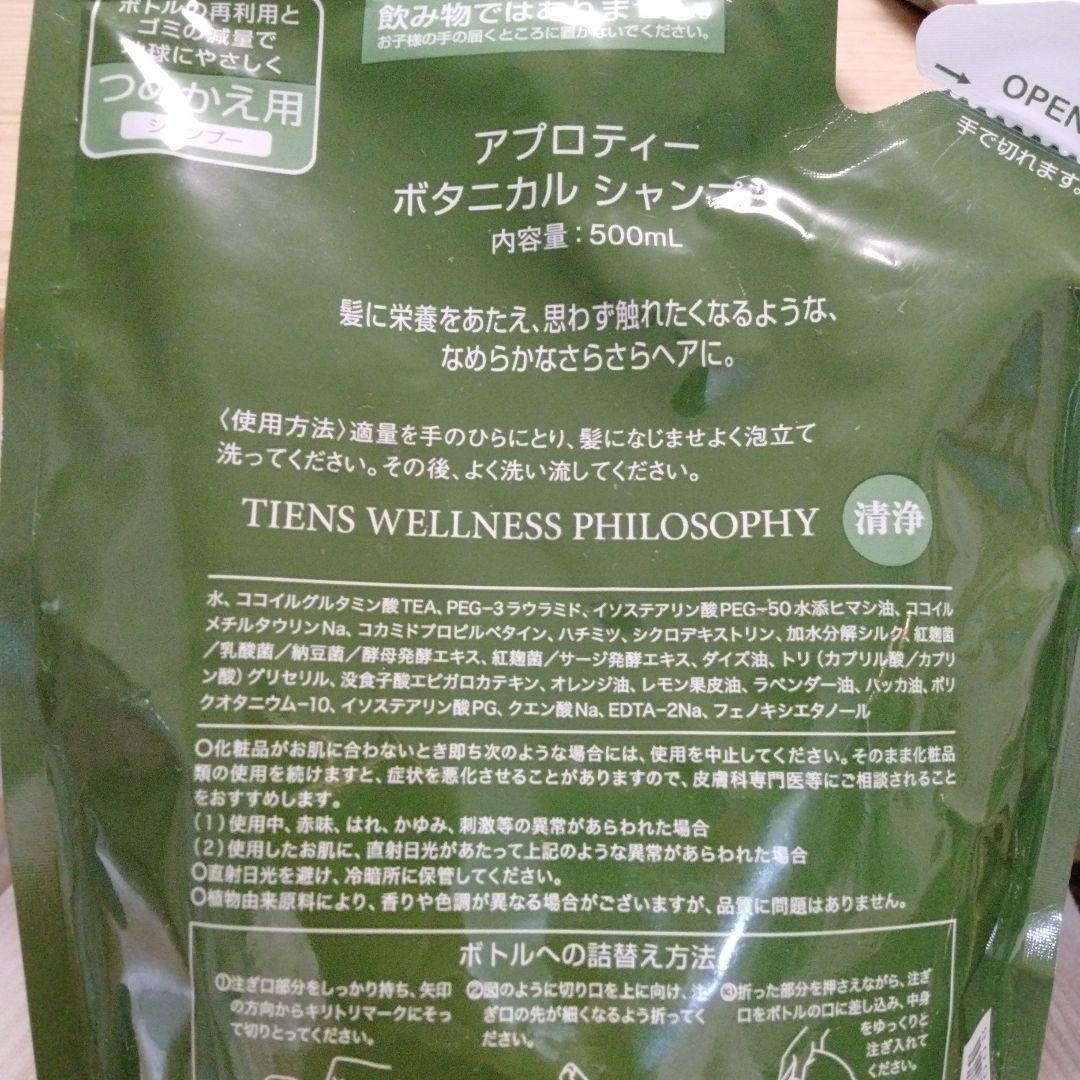 ボトルの再利用と
ゴミの減量で
地球にやさしく
つめかえ用
シャンプー
飲み物ではありません。
お子様の手の届くところに置かないでください。
→ OPEN
手で切れます。
アプロティー
ボタニカル シャンプー
内容量：500mL
髪に栄養をあたえ、思わず触れたくなるような、
なめらかなさらさらヘアに。
〈使用方法〉適量を手のひらにとり、髪になじませよく泡立て
洗ってください。その後、よく洗い流してください。
TIENS WELLNESS PHILOSOPHY 清浄
水、ココイルグルタミン酸TEA、PEG-3ラウラミド、イソステアリン酸PEG-50水添ヒマシ油、ココイル
メチルタウリンNa、コカミドプロピルベタイン、ハチミツ、シクロデキストリン、加水分解シルク、紅麹菌
／乳酸菌／納豆菌／酵母発酵エキス、紅麹菌／サージ発酵エキス、ダイズ油、トリ（カプリル酸／カプリ
ン酸）グリセリル、没食子酸エピガロカテキン、オレンジ油、レモン果皮油、ラベンダー油、ハッカ油、ポリ
クオタニウム-10、イソステアリン酸PG、クエン酸Na、EDTA-2Na、フェノキシエタノール
〇化粧品がお肌に合わないとき即ち次のような場合には、使用を中止してください。そのまま化粧品
類の使用を続けますと、症状を悪化させることがありますので、皮膚科専門医等にご相談されること
をおすすめします。
（1）使用中、赤味、はれ、かゆみ、刺激等の異常があらわれた場合
（2）使用したお肌に、直射日光があたって上記のような異常があらわれた場合
〇直射日光を避け、冷暗所に保管してください。
〇植物由来原料により、香りや色調が異なる場合がございますが、品質に問題はありません。
ボトルへの詰替え方法
①注ぎ口部分をしっかり持ち、矢印
の方向からキリトリマークにそっ
て切りとってください。
②図のように切り口を上に向け、注
ぎ口の先が細くなるよう折ってく
ださい。
③折った部分を押さえながら、注ぎ
口をボトルの口に差し込み、中身
をゆっくりと
注ぎ入れて
ください。